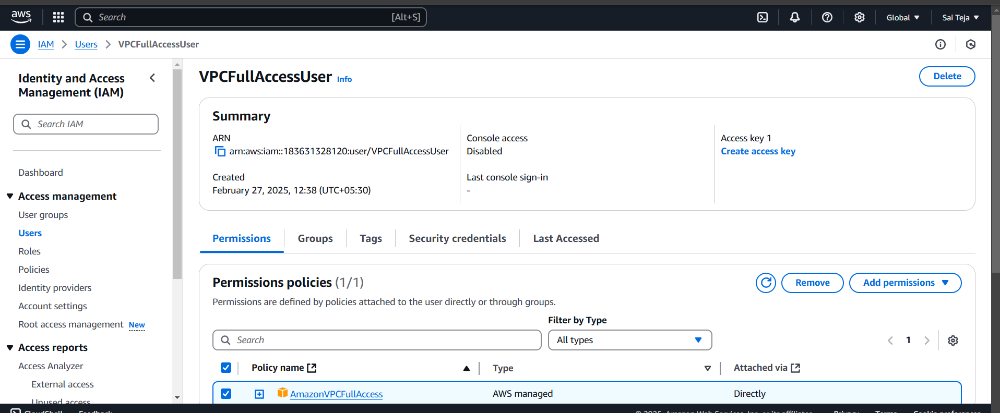 aws
Search [Alt+S]
Global Sai Teja
IAM Users VPCFullAccessUser
Identity and Access
Management (IAM)
Search IAM
Dashboard
Access management
User groups
Users
Roles
Policies
Identity providers
Account settings
Root access management New
Access reports
Access Analyzer
External access
Unused access
VPCFullAccessUser Info
Delete
Summary
ARN
arn:aws:iam::183631328120:user/VPCFullAccessUser
Created
February 27, 2025, 12:38 (UTC+05:30)
Console access
Disabled
Last console sign-in
-
Access key 1
Create access key
Permissions Groups Tags Security credentials Last Accessed
Permissions policies (1/1)
Remove Add permissions
Permissions are defined by policies attached to the user directly or through groups.
Filter by Type
Search All types 1
Policy name Type Attached via
AmazonVPCFullAccess AWS managed Directly
CloudShell Feedback © 2025, Amazon Web Services, Inc. or its affiliates. Privacy Terms Cookie preferences